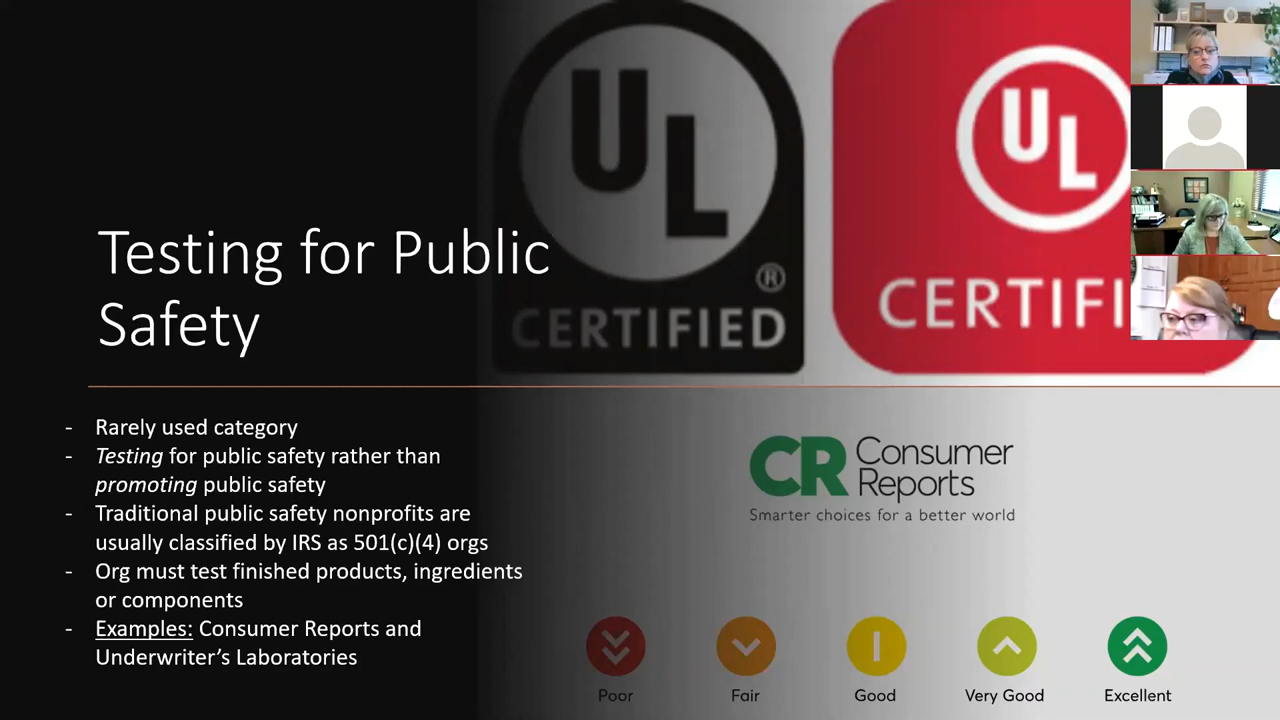 UL
®
CERTIFIED
UL
CERTIFI
Testing for Public
Safety
- Rarely used category
- Testing for public safety rather than
promoting public safety
- Traditional public safety nonprofits are
usually classified by IRS as 501(c)(4) orgs
- Org must test finished products, ingredients
or components
- Examples: Consumer Reports and
Underwriter’s Laboratories
CR Consumer
Reports
Smarter choices for a better world
Poor
Fair
Good
Very Good
Excellent